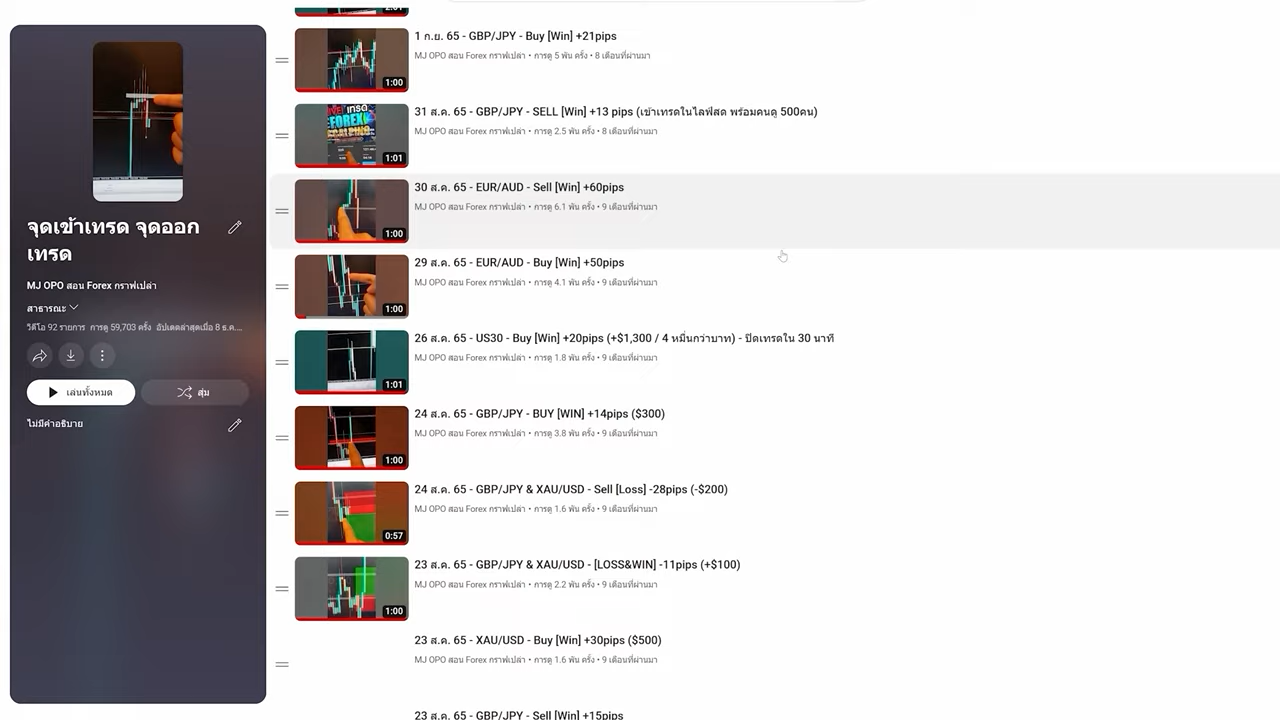 จุดเข้าเทรด จุดออก
เทรด
MJ OPO สอน Forex กราฟเปล่า
สาธารณะ
วิดีโอ 92 รายการ การดู 59,703 ครั้ง อัปเดตล่าสุดเมื่อ 8 ธ.ค....
เล่นทั้งหมด
สุ่ม
ไม่มีคำอธิบาย
2:01
1 ก.ย. 65 - GBP/JPY - Buy [Win] +21pips
MJ OPO สอน Forex กราฟเปล่า • การดู 5 พัน ครั้ง • 8 เดือนที่ผ่านมา
1:00
31 ส.ค. 65 - GBP/JPY - SELL [Win] +13 pips (เข้าเทรดในไลฟ์สด พร้อมคนดู 500คน)
MJ OPO สอน Forex กราฟเปล่า • การดู 2.5 พัน ครั้ง • 8 เดือนที่ผ่านมา
1:01
30 ส.ค. 65 - EUR/AUD - Sell [Win] +60pips
MJ OPO สอน Forex กราฟเปล่า • การดู 6.1 พัน ครั้ง • 9 เดือนที่ผ่านมา
1:00
29 ส.ค. 65 - EUR/AUD - Buy [Win] +50pips
MJ OPO สอน Forex กราฟเปล่า • การดู 4.1 พัน ครั้ง • 9 เดือนที่ผ่านมา
1:00
26 ส.ค. 65 - US30 - Buy [Win] +20pips (+$1,300 / 4 หมื่นกว่าบาท) - ปิดเทรดใน 30 นาที
MJ OPO สอน Forex กราฟเปล่า • การดู 1.8 พัน ครั้ง • 9 เดือนที่ผ่านมา
1:01
24 ส.ค. 65 - GBP/JPY - BUY [WIN] +14pips ($300)
MJ OPO สอน Forex กราฟเปล่า • การดู 3.8 พัน ครั้ง • 9 เดือนที่ผ่านมา
1:00
24 ส.ค. 65 - GBP/JPY & XAU/USD - Sell [Loss] -28pips (-$200)
MJ OPO สอน Forex กราฟเปล่า • การดู 1.6 พัน ครั้ง • 9 เดือนที่ผ่านมา
0:57
23 ส.ค. 65 - GBP/JPY & XAU/USD - [LOSS&WIN] -11pips (+$100)
MJ OPO สอน Forex กราฟเปล่า • การดู 2.2 พัน ครั้ง • 9 เดือนที่ผ่านมา
1:00
23 ส.ค. 65 - XAU/USD - Buy [Win] +30pips ($500)
MJ OPO สอน Forex กราฟเปล่า • การดู 1.6 พัน ครั้ง • 9 เดือนที่ผ่านมา
23 ส.ค. 65 - GBP/JPY - Sell [Win] +15pips